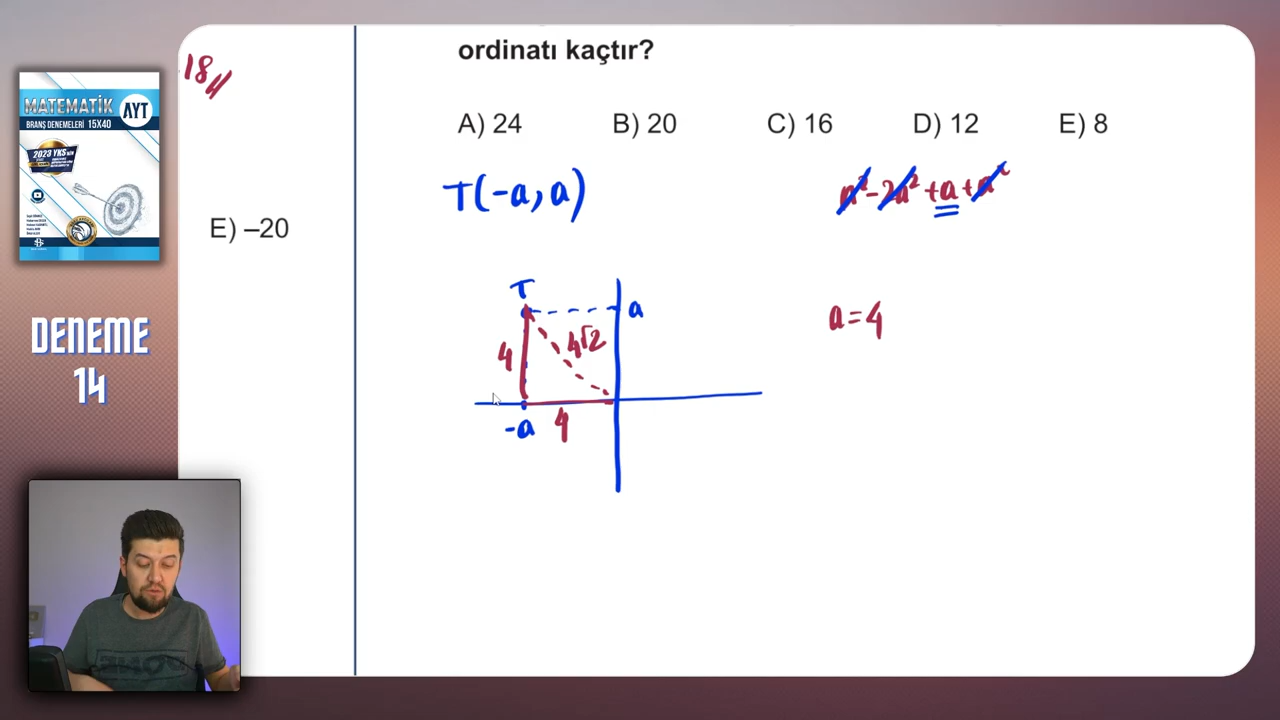 18//
MATEMATİK AYT
BRANŞ DENEMELERİ 15X40
2023 YKS'YE
DENEME
14
E) –20
ordinatı kaçtır?
A) 24 B) 20 C) 16 D) 12 E) 8
T(-a, a)
a² - 2a² + a + a²
T
a
4
4√2
-a
4
a = 4